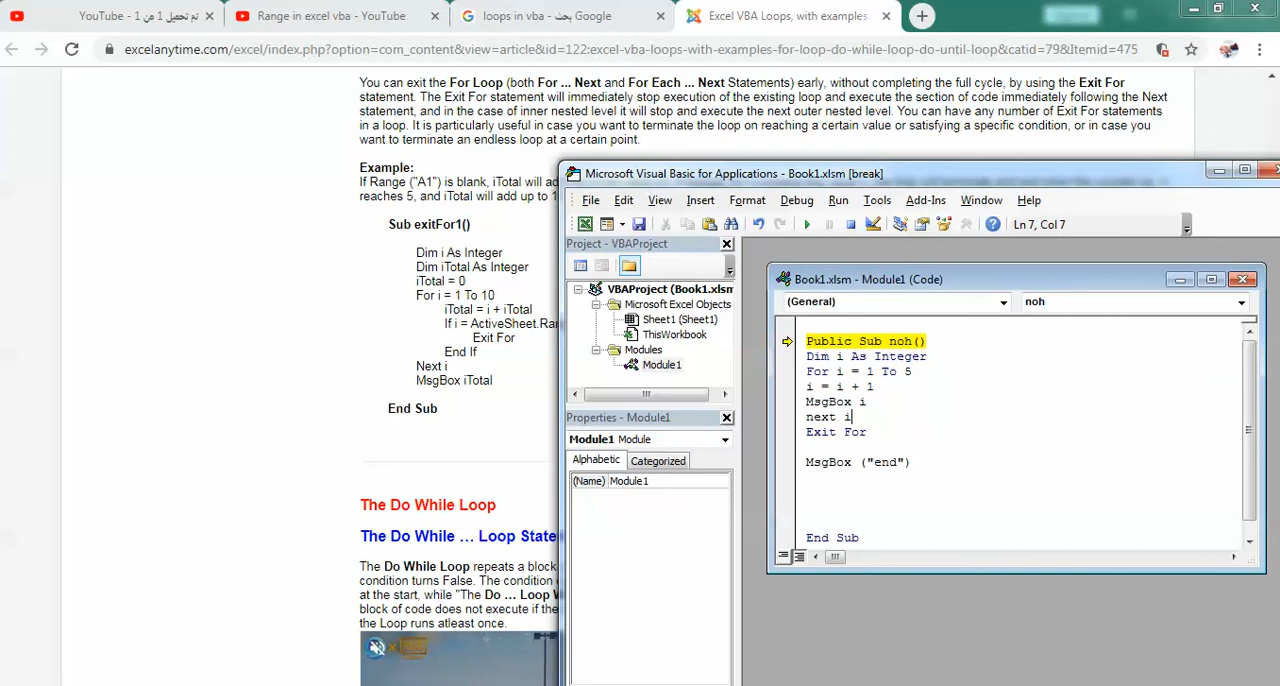 YouTube - 1 تم تحميل 1 من
Range in excel vba - YouTube
loops in vba - بحث Google
Excel VBA Loops, with examples.
excelanytime.com/excel/index.php?option=com_content&view=article&id=122:excel-vba-loops-with-examples-for-loop-do-while-loop-do-until-loop&catid=79&Itemid=475
You can exit the For Loop (both For ... Next and For Each ... Next Statements) early, without completing the full cycle, by using the Exit For
statement. The Exit For statement will immediately stop execution of the existing loop and execute the section of code immediately following the Next
statement, and in the case of inner nested level it will stop and execute the next outer nested level. You can have any number of Exit For statements
in a loop. It is particularly useful in case you want to terminate the loop on reaching a certain value or satisfying a specific condition, or in case you
want to terminate an endless loop at a certain point.
Example:
If Range ("A1") is blank, iTotal will ad
reaches 5, and iTotal will add up to 1
Sub exitFor1()
Dim i As Integer
Dim iTotal As Integer
iTotal = 0
For i = 1 To 10
iTotal = i + iTotal
If i = ActiveSheet.Ran
Exit For
End If
Next i
MsgBox iTotal
End Sub
The Do While Loop
The Do While ... Loop State
The Do While Loop repeats a block
condition turns False. The condition
at the start, while "The Do ... Loop W
block of code does not execute if the
the Loop runs atleast once.
Microsoft Visual Basic for Applications - Book1.xlsm [break]
File Edit View Insert Format Debug Run Tools Add-Ins Window Help
Ln 7, Col 7
Project - VBAProject
VBAProject (Book1.xlsm
Microsoft Excel Objects
Sheet1 (Sheet1)
ThisWorkbook
Modules
Module1
Properties - Module1
Module1 Module
Alphabetic Categorized
(Name) Module1
Book1.xlsm - Module1 (Code)
(General) noh
Public Sub noh()
Dim i As Integer
For i = 1 To 5
i = i + 1
MsgBox i
next i
Exit For
MsgBox ("end")
End Sub